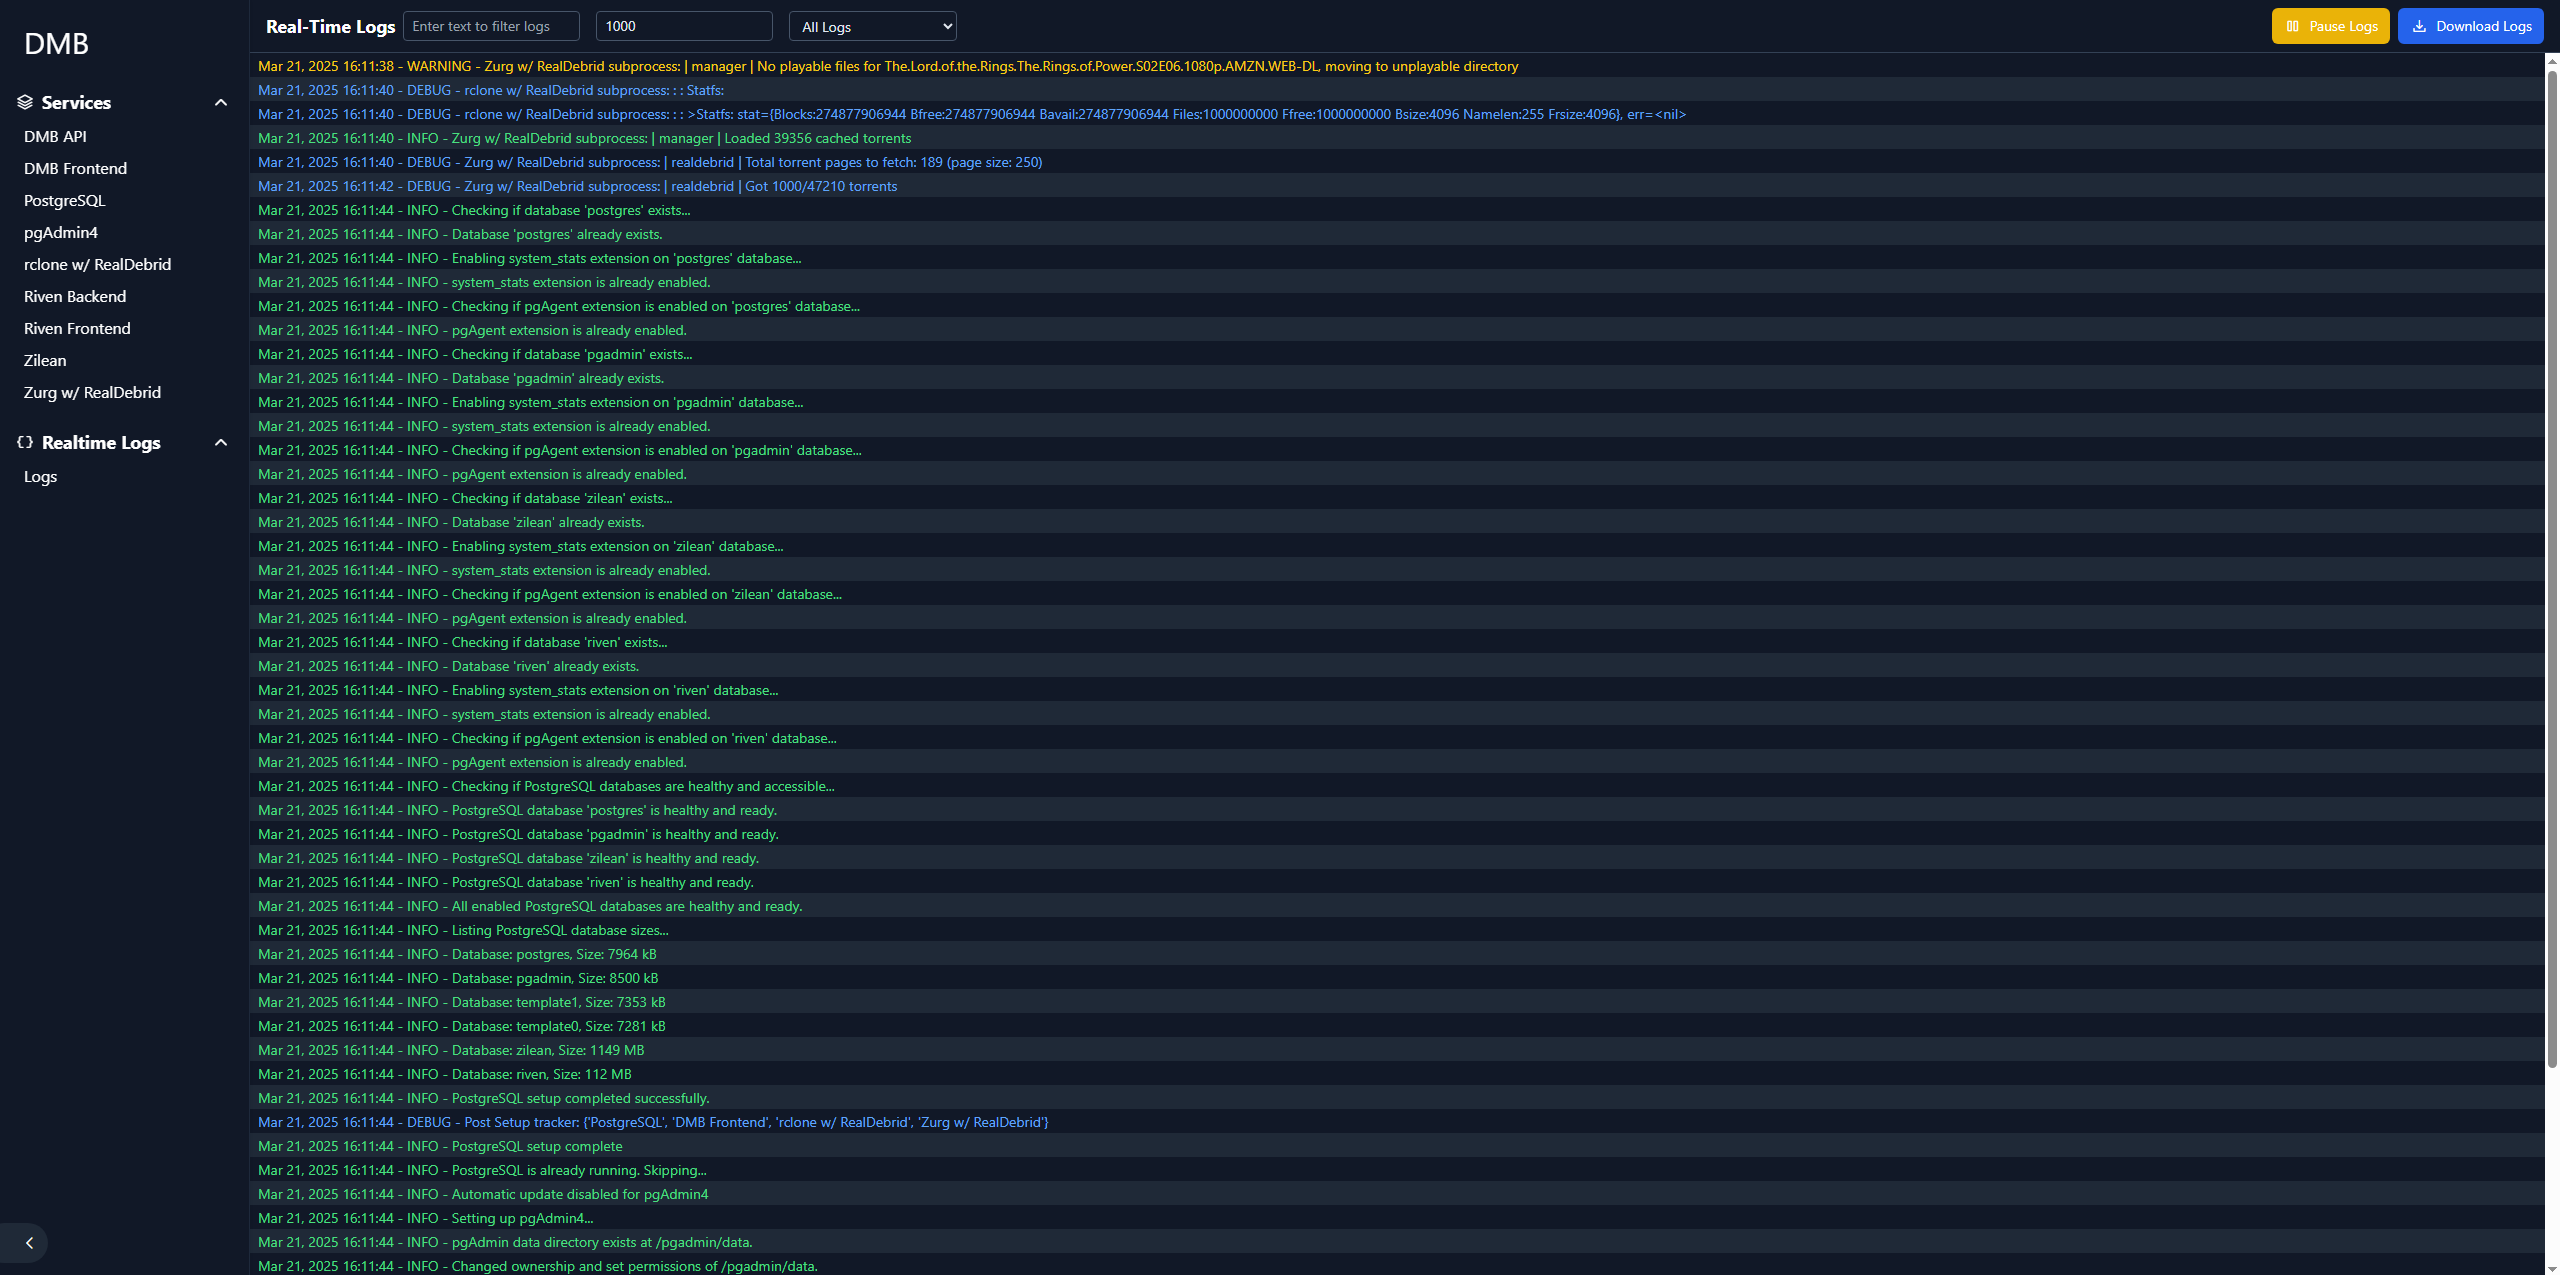 DMB
Services
DMB API
DMB Frontend
PostgreSQL
pgAdmin4
rclone w/ RealDebrid
Riven Backend
Riven Frontend
Zilean
Zurg w/ RealDebrid
Realtime Logs
Logs
Real-Time Logs Enter text to filter logs 1000 All Logs Pause Logs Download Logs
Mar 21, 2025 16:11:38 - WARNING - Zurg w/ RealDebrid subprocess: | manager | No playable files for The.Lord.of.the.Rings.The.Rings.of.Power.S02E06.1080p.AMZN.WEB-DL, moving to unplayable directory
Mar 21, 2025 16:11:40 - DEBUG - rclone w/ RealDebrid subprocess: : : Statfs:
Mar 21, 2025 16:11:40 - DEBUG - rclone w/ RealDebrid subprocess: : : >Statfs: stat={Blocks:274877906944 Bfree:274877906944 Bavail:274877906944 Files:1000000000 Ffree:1000000000 Bsize:4096 Namelen:255 Frsize:4096}, err=<nil>
Mar 21, 2025 16:11:40 - INFO - Zurg w/ RealDebrid subprocess: | manager | Loaded 39356 cached torrents
Mar 21, 2025 16:11:40 - DEBUG - Zurg w/ RealDebrid subprocess: | realdebrid | Total torrent pages to fetch: 189 (page size: 250)
Mar 21, 2025 16:11:42 - DEBUG - Zurg w/ RealDebrid subprocess: | realdebrid | Got 1000/47210 torrents
Mar 21, 2025 16:11:44 - INFO - Checking if database 'postgres' exists...
Mar 21, 2025 16:11:44 - INFO - Database 'postgres' already exists.
Mar 21, 2025 16:11:44 - INFO - Enabling system_stats extension on 'postgres' database...
Mar 21, 2025 16:11:44 - INFO - system_stats extension is already enabled.
Mar 21, 2025 16:11:44 - INFO - Checking if pgAgent extension is enabled on 'postgres' database...
Mar 21, 2025 16:11:44 - INFO - pgAgent extension is already enabled.
Mar 21, 2025 16:11:44 - INFO - Checking if database 'pgadmin' exists...
Mar 21, 2025 16:11:44 - INFO - Database 'pgadmin' already exists.
Mar 21, 2025 16:11:44 - INFO - Enabling system_stats extension on 'pgadmin' database...
Mar 21, 2025 16:11:44 - INFO - system_stats extension is already enabled.
Mar 21, 2025 16:11:44 - INFO - Checking if pgAgent extension is enabled on 'pgadmin' database...
Mar 21, 2025 16:11:44 - INFO - pgAgent extension is already enabled.
Mar 21, 2025 16:11:44 - INFO - Checking if database 'zilean' exists...
Mar 21, 2025 16:11:44 - INFO - Database 'zilean' already exists.
Mar 21, 2025 16:11:44 - INFO - Enabling system_stats extension on 'zilean' database...
Mar 21, 2025 16:11:44 - INFO - system_stats extension is already enabled.
Mar 21, 2025 16:11:44 - INFO - Checking if pgAgent extension is enabled on 'zilean' database...
Mar 21, 2025 16:11:44 - INFO - pgAgent extension is already enabled.
Mar 21, 2025 16:11:44 - INFO - Checking if database 'riven' exists...
Mar 21, 2025 16:11:44 - INFO - Database 'riven' already exists.
Mar 21, 2025 16:11:44 - INFO - Enabling system_stats extension on 'riven' database...
Mar 21, 2025 16:11:44 - INFO - system_stats extension is already enabled.
Mar 21, 2025 16:11:44 - INFO - Checking if pgAgent extension is enabled on 'riven' database...
Mar 21, 2025 16:11:44 - INFO - pgAgent extension is already enabled.
Mar 21, 2025 16:11:44 - INFO - Checking if PostgreSQL databases are healthy and accessible...
Mar 21, 2025 16:11:44 - INFO - PostgreSQL database 'postgres' is healthy and ready.
Mar 21, 2025 16:11:44 - INFO - PostgreSQL database 'pgadmin' is healthy and ready.
Mar 21, 2025 16:11:44 - INFO - PostgreSQL database 'zilean' is healthy and ready.
Mar 21, 2025 16:11:44 - INFO - PostgreSQL database 'riven' is healthy and ready.
Mar 21, 2025 16:11:44 - INFO - All enabled PostgreSQL databases are healthy and ready.
Mar 21, 2025 16:11:44 - INFO - Listing PostgreSQL database sizes...
Mar 21, 2025 16:11:44 - INFO - Database: postgres, Size: 7964 kB
Mar 21, 2025 16:11:44 - INFO - Database: pgadmin, Size: 8500 kB
Mar 21, 2025 16:11:44 - INFO - Database: template1, Size: 7353 kB
Mar 21, 2025 16:11:44 - INFO - Database: template0, Size: 7281 kB
Mar 21, 2025 16:11:44 - INFO - Database: zilean, Size: 1149 MB
Mar 21, 2025 16:11:44 - INFO - Database: riven, Size: 112 MB
Mar 21, 2025 16:11:44 - INFO - PostgreSQL setup completed successfully.
Mar 21, 2025 16:11:44 - DEBUG - Post Setup tracker: {'PostgreSQL', 'DMB Frontend', 'rclone w/ RealDebrid', 'Zurg w/ RealDebrid'}
Mar 21, 2025 16:11:44 - INFO - PostgreSQL setup complete
Mar 21, 2025 16:11:44 - INFO - PostgreSQL is already running. Skipping...
Mar 21, 2025 16:11:44 - INFO - Automatic update disabled for pgAdmin4
Mar 21, 2025 16:11:44 - INFO - Setting up pgAdmin4...
Mar 21, 2025 16:11:44 - INFO - pgAdmin data directory exists at /pgadmin/data.
Mar 21, 2025 16:11:44 - INFO - Changed ownership and set permissions of /pgadmin/data.